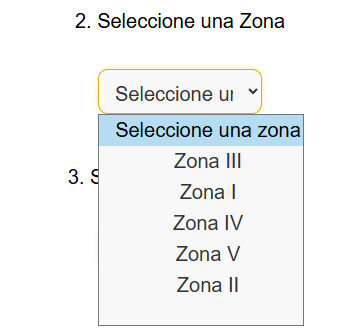 2. Seleccione una Zona
Seleccione ur
Seleccione una zona
Zona III
3. S
Zona I
Zona IV
Zona V
Zona II